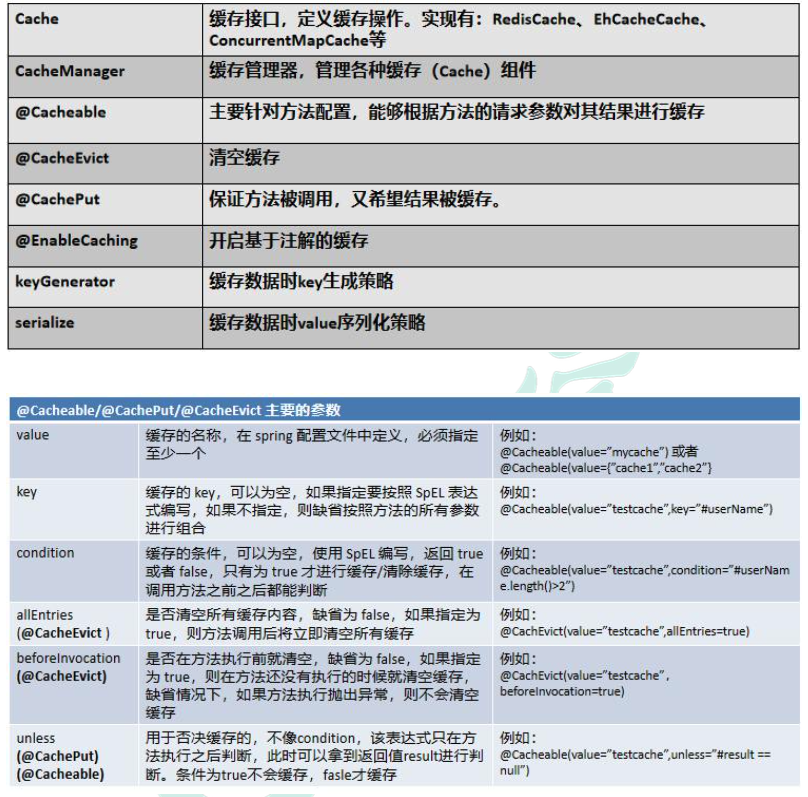 Cache
缓存接口，定义缓存操作。实现有：RedisCache、EhCacheCache、
ConcurrentMapCache等
CacheManager
缓存管理器，管理各种缓存（Cache）组件
@Cacheable
主要针对方法配置，能够根据方法的请求参数对其结果进行缓存
@CacheEvict
清空缓存
@CachePut
保证方法被调用，又希望结果被缓存。
@EnableCaching
开启基于注解的缓存
keyGenerator
缓存数据时key生成策略
serialize
缓存数据时value序列化策略
@Cacheable/@CachePut/@CacheEvict 主要的参数
value
缓存的名称，在 spring 配置文件中定义，必须指定
至少一个
例如：
@Cacheable(value=”mycache”) 或者
@Cacheable(value={”cache1”,”cache2”}
key
缓存的 key，可以为空，如果指定要按照 SpEL 表达
式编写，如果不指定，则缺省按照方法的所有参数
进行组合
例如：
@Cacheable(value=”testcache”,key=”#userName”)
condition
缓存的条件，可以为空，使用 SpEL 编写，返回 true
或者 false，只有为 true 才进行缓存/清除缓存，在
调用方法之前之后都能判断
例如：
@Cacheable(value=”testcache”,condition=”#userNam
e.length()>2”)
allEntries
(@CacheEvict )
是否清空所有缓存内容，缺省为 false，如果指定为
true，则方法调用后将立即清空所有缓存
例如：
@CachEvict(value=”testcache”,allEntries=true)
beforeInvocation
(@CacheEvict)
是否在方法执行前就清空，缺省为 false，如果指定
为 true，则在方法还没有执行的时候就清空缓存，
缺省情况下，如果方法执行抛出异常，则不会清空
缓存
例如：
@CachEvict(value=”testcache”，
beforeInvocation=true)
unless
(@CachePut)
(@Cacheable)
用于否决缓存的，不像condition，该表达式只在方
法执行之后判断，此时可以拿到返回值result进行判
断。条件为true不会缓存，fasle才缓存
例如：
@Cacheable(value=”testcache”,unless=”#result ==
null”)